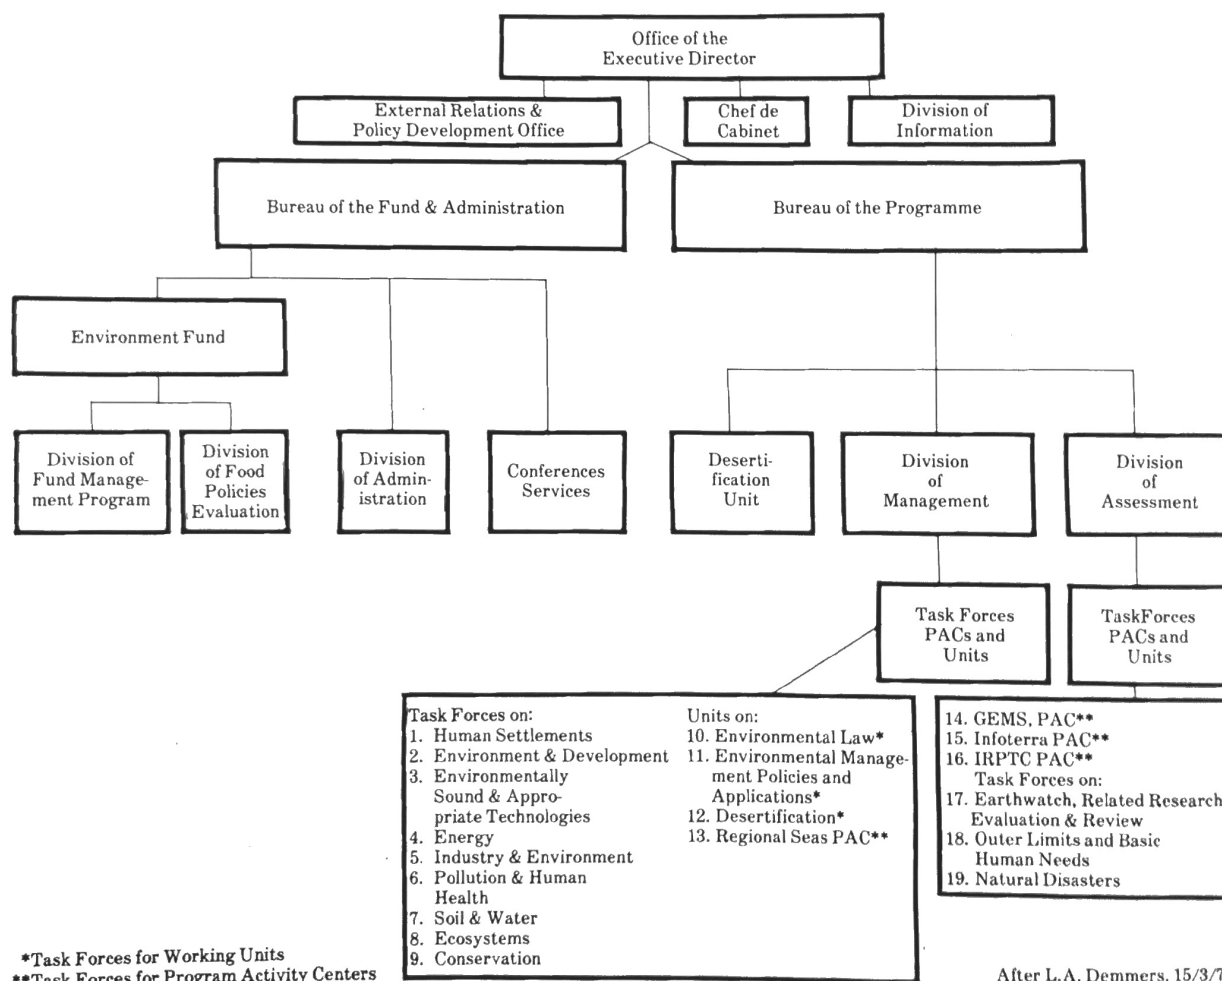 Office of the
Executive Director
External Relations &
Policy Development Office
Chef de
Cabinet
Division of
Information
Bureau of the Fund & Administration
Bureau of the Programme
Environment Fund
Division of
Fund Manage-
ment Program
Division
of Food
Policies
Evaluation
Division
of Admin-
istration
Conferences
Services
Deserti-
fication
Unit
Division
of
Management
Division
of
Assessment
Task Forces
PACs and
Units
TaskForces
PACs and
Units
Task Forces on:
1. Human Settlements
2. Environment & Development
3. Environmentally
Sound & Appro-
priate Technologies
4. Energy
5. Industry & Environment
6. Pollution & Human
Health
7. Soil & Water
8. Ecosystems
9. Conservation
Units on:
10. Environmental Law*
11. Environmental Manage-
ment Policies and
Applications*
12. Desertification*
13. Regional Seas PAC**
14. GEMS, PAC**
15. Infoterra PAC**
16. IRPTC PAC**
Task Forces on:
17. Earthwatch, Related Research
Evaluation & Review
18. Outer Limits and Basic
Human Needs
19. Natural Disasters
*Task Forces for Working Units
**Task Forces for Program Activity Centers
After L.A. Demmers, 15/3/7